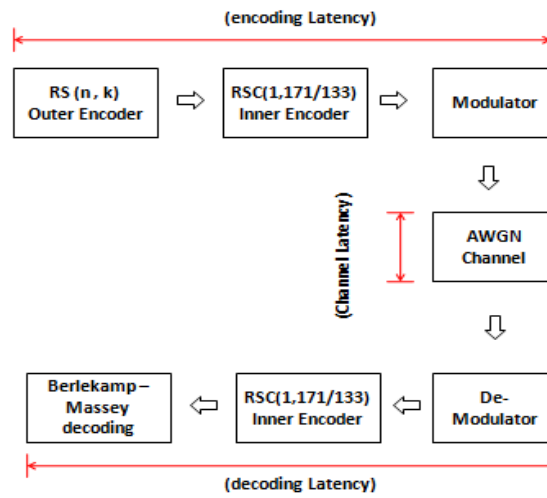 (encoding Latency)
RS (n , k)
Outer Encoder
RSC(1,171/133)
Inner Encoder
Modulator
(Channel Latency)
AWGN
Channel
Berlekamp –
Massey
decoding
RSC(1,171/133)
Inner Encoder
De-
Modulator
(decoding Latency)